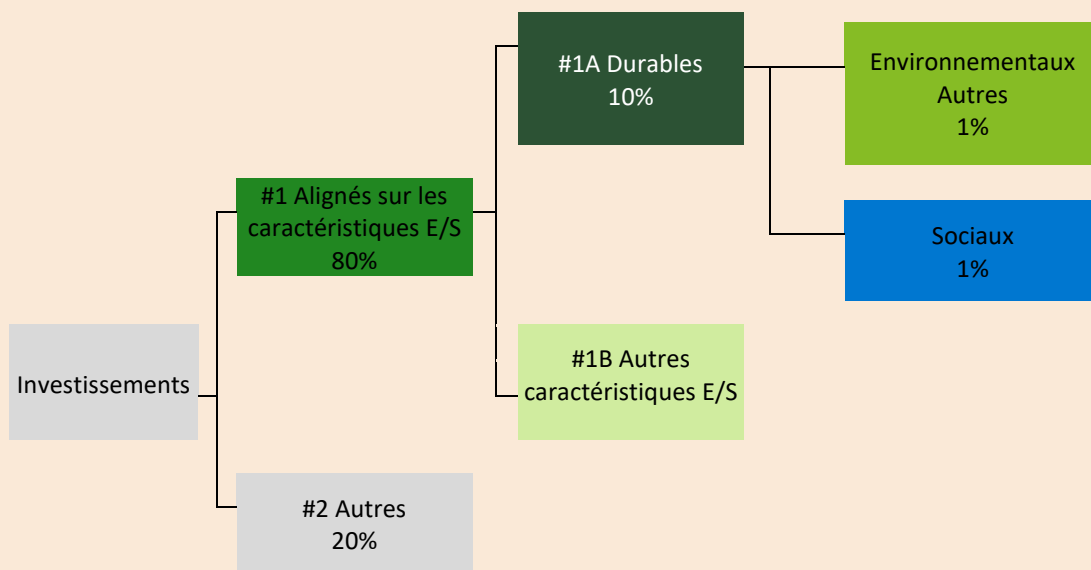 #1A Durables
10%
Environnementaux
Autres
1%
#1 Alignés sur les
caractéristiques E/S
80%
Sociaux
1%
Investissements
#1B Autres
caractéristiques E/S
#2 Autres
20%